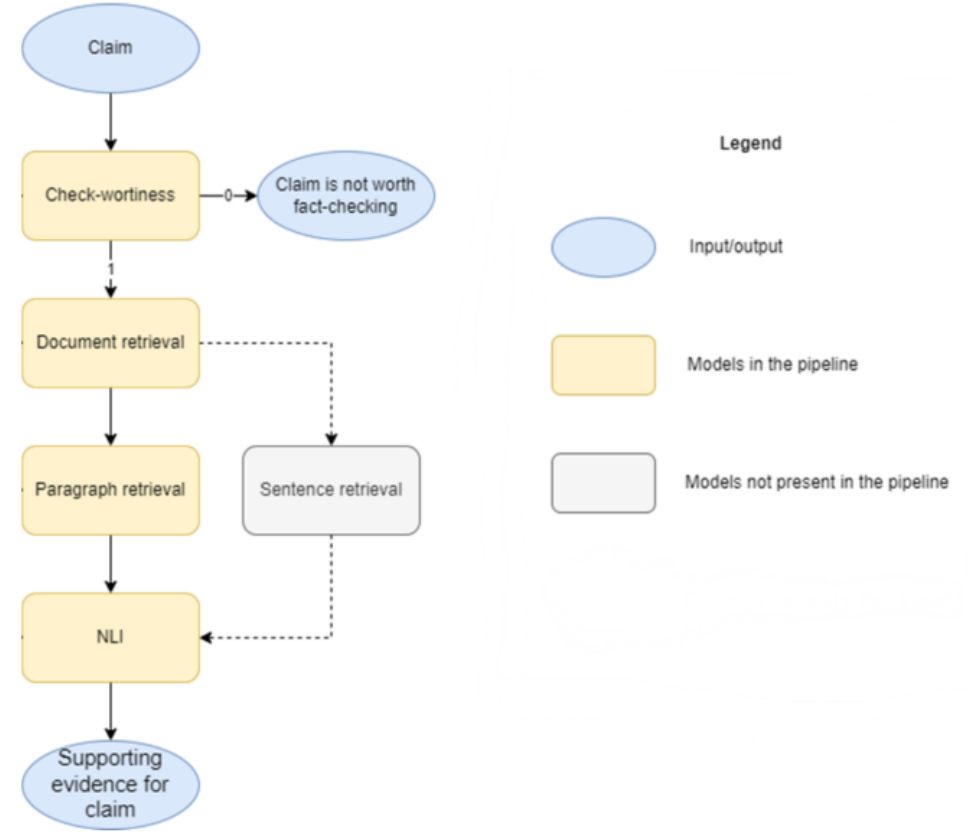 Claim
Check-wortiness
0
Claim is not worth
fact-checking
1
Document retrieval
Paragraph retrieval
Sentence retrieval
NLI
Supporting
evidence for
claim
Legend
Input/output
Models in the pipeline
Models not present in the pipeline